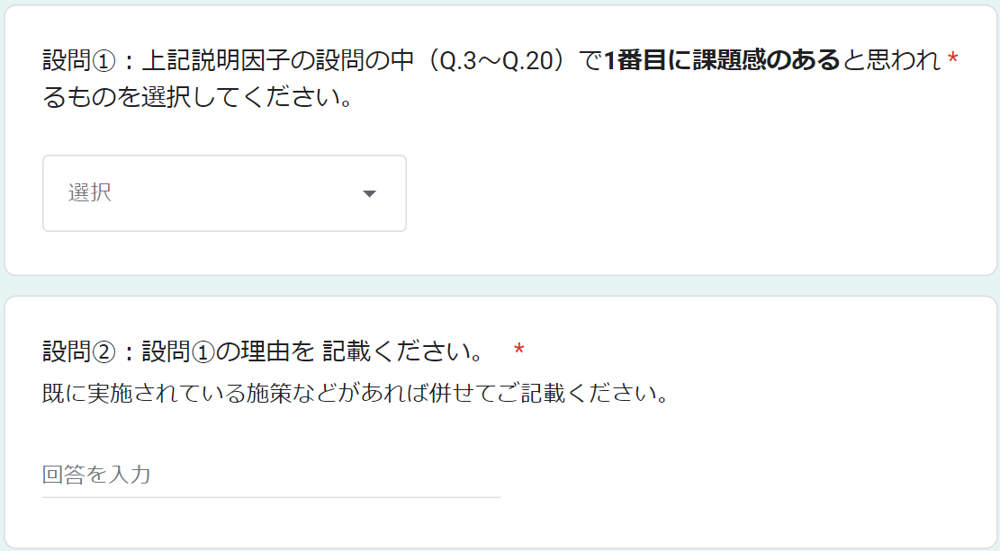 設問①：上記説明因子の設問の中（Q.3～Q.20）で1番目に課題感のあると思われ *
るものを選択してください。
選択
設問②：設問①の理由を 記載ください。 *
既に実施されている施策などがあれば併せてご記載ください。
回答を入力